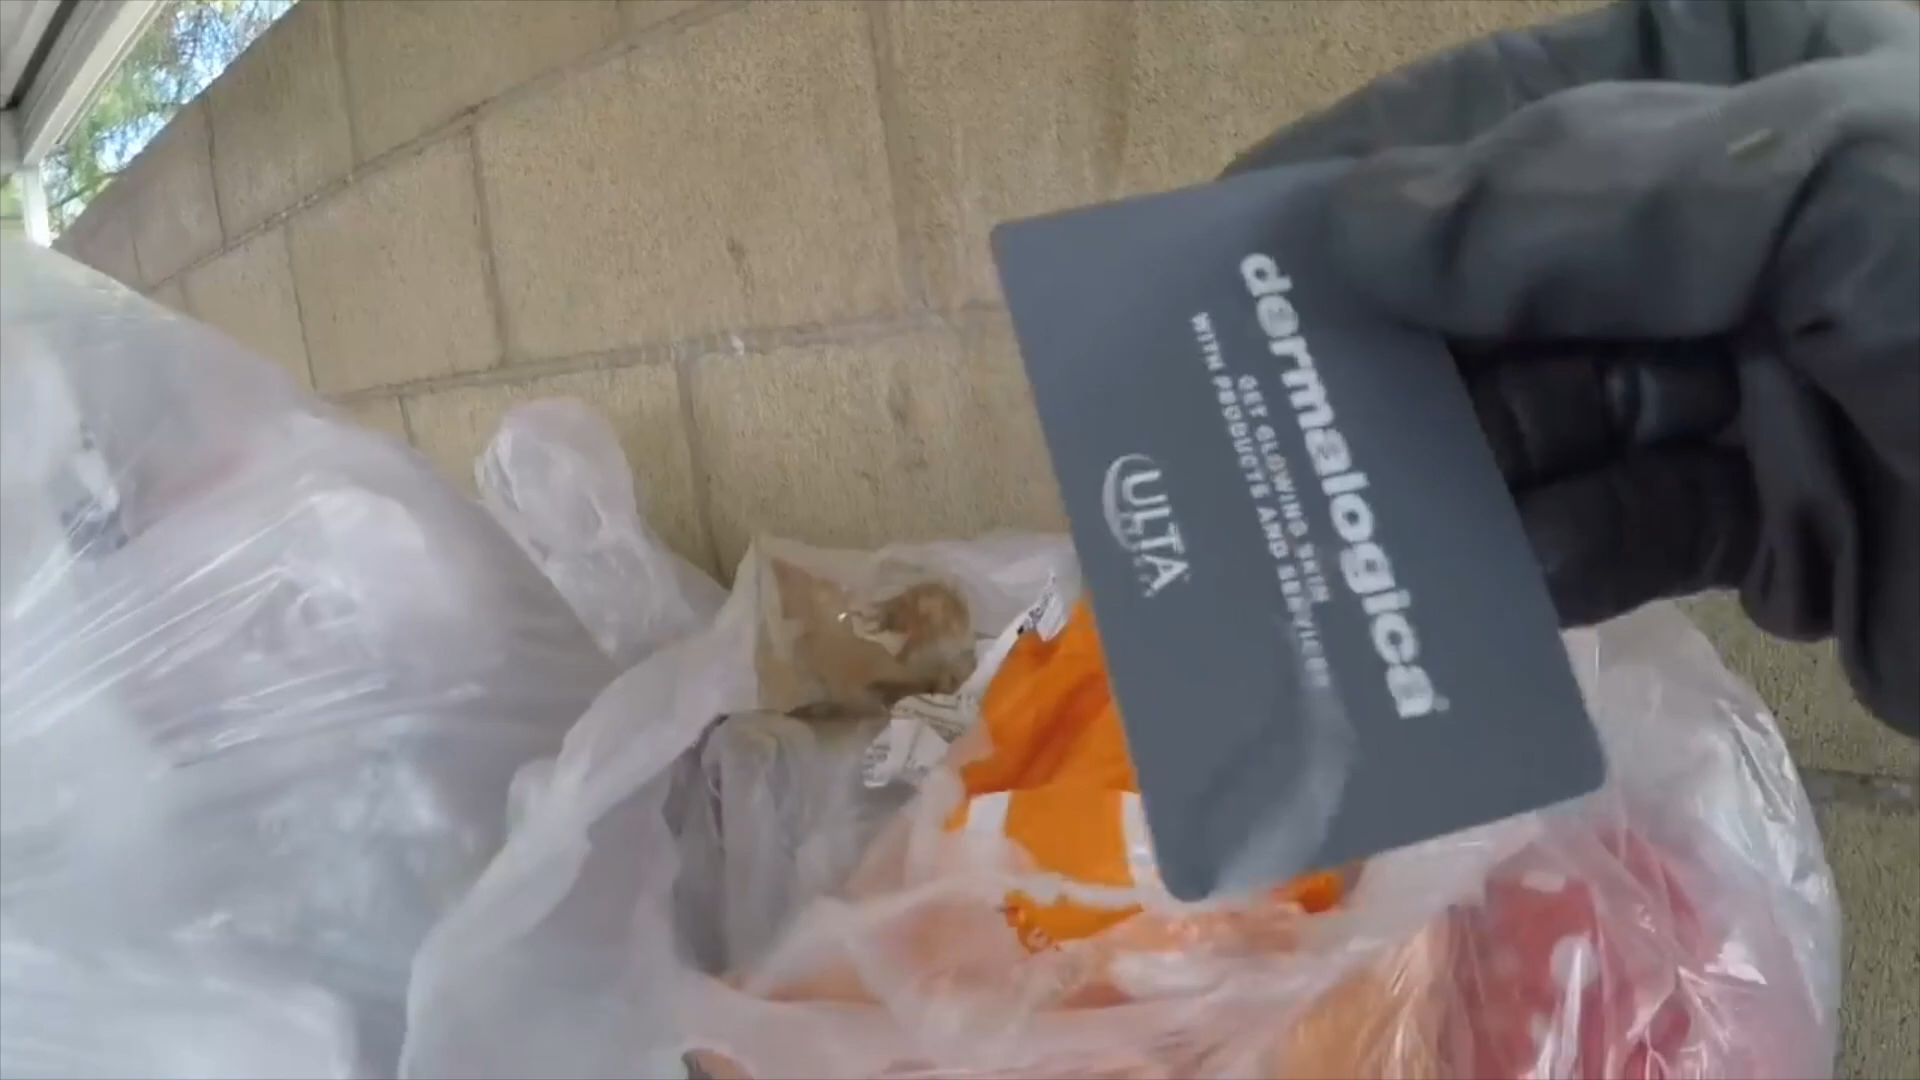 dermalogica
GET GLOWING SKIN
WITH PRODUCTS AND SERVICES
ULTA